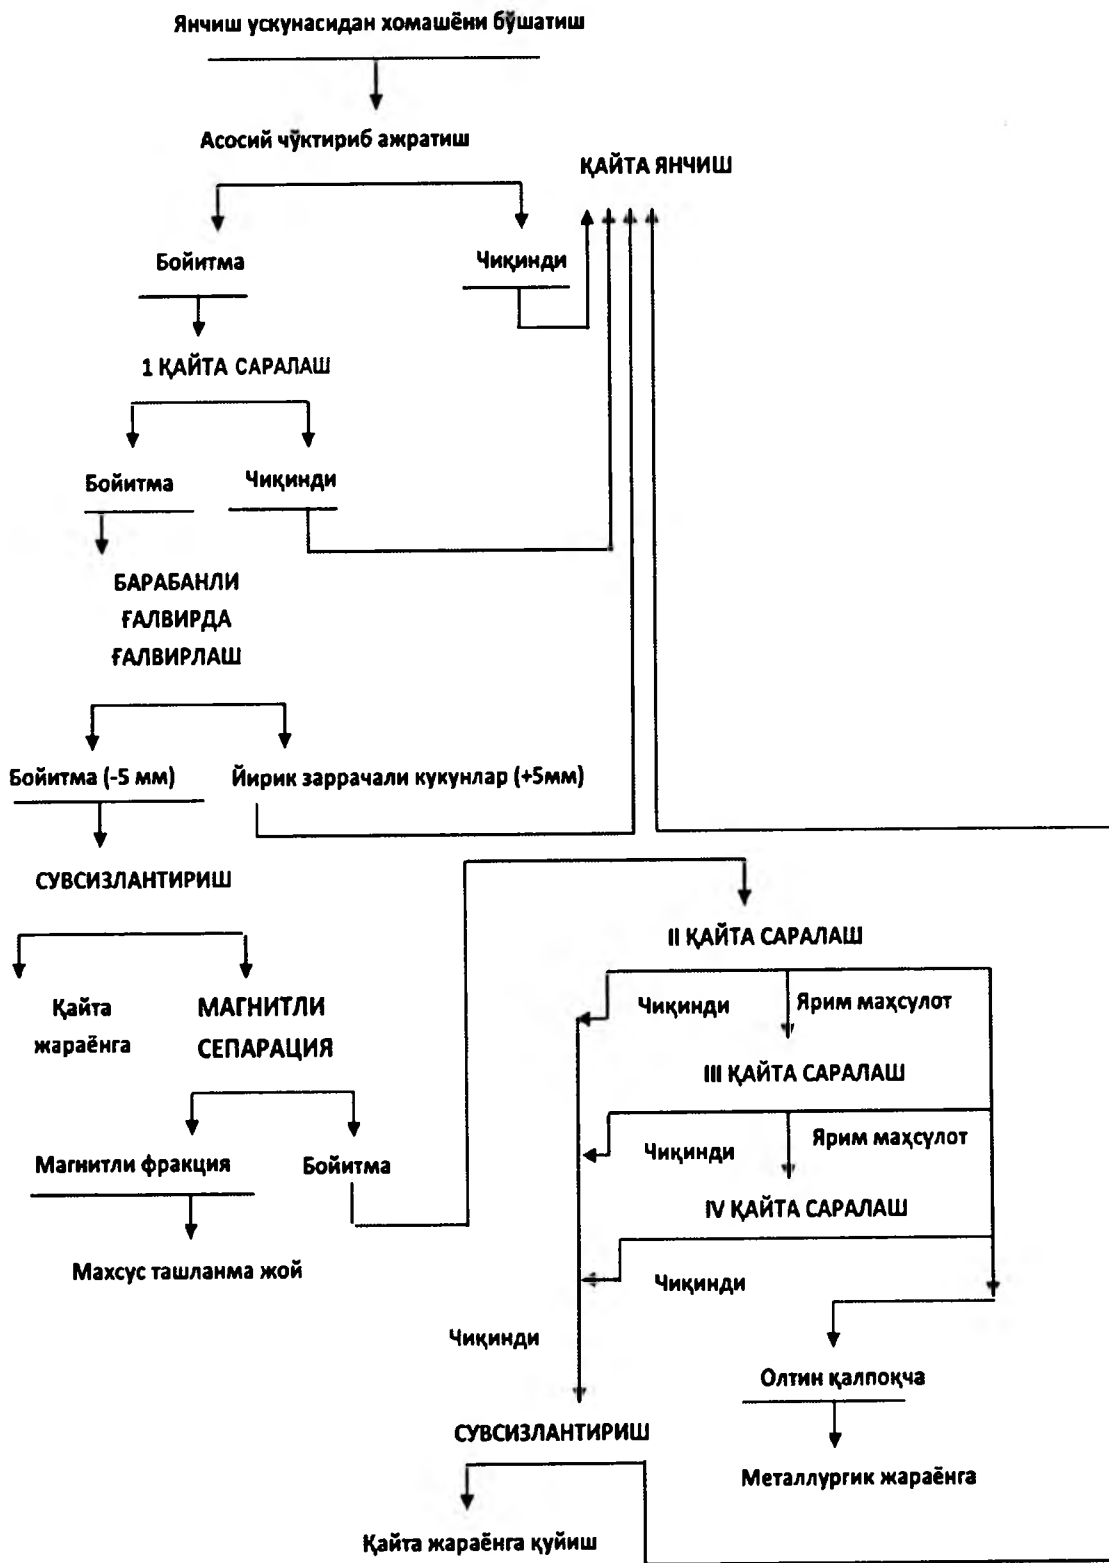 Янчиш ускунасидан хомашёни бўшатиш
Асосий чўктириб ажратиш
ҚАЙТА ЯНЧИШ
Бойитма
Чиқинди
1 ҚАЙТА САРАЛАШ
Бойитма
Чиқинди
БАРАБАНЛИ
ҒАЛВИРДА
ҒАЛВИРЛАШ
Бойитма (-5 мм)
Йирик заррачали кукунлар (+5мм)
СУВСИЗЛАНТИРИШ
II ҚАЙТА САРАЛАШ
Қайта
жараёнга
МАГНИТЛИ
СЕПАРАЦИЯ
Чиқинди
Ярим маҳсулот
III ҚАЙТА САРАЛАШ
Магнитли фракция
Бойитма
Чиқинди
Ярим маҳсулот
IV ҚАЙТА САРАЛАШ
Махсус ташланма жой
Чиқинди
Чиқинди
Олтин қалпоқча
СУВСИЗЛАНТИРИШ
Металлургик жараёнга
Қайта жараёнга қуйиш